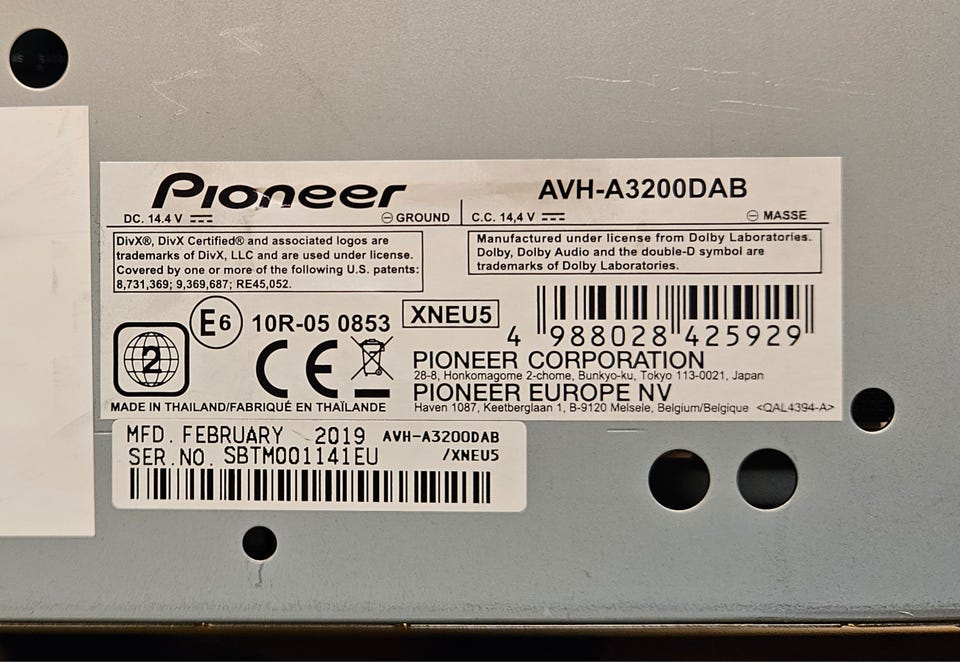 Pioneer
AVH-A3200DAB
DC. 14.4 V ⊖ GROUND
C.C. 14,4 V ⊖ MASSE
DivX®, DivX Certified® and associated logos are
trademarks of DivX, LLC and are used under license.
Covered by one or more of the following U.S. patents:
8,731,369; 9,369,687; RE45,052.
Manufactured under license from Dolby Laboratories.
Dolby, Dolby Audio and the double-D symbol are
trademarks of Dolby Laboratories.
E6 10R-05 0853
XNEU5
4 988028 425929
2
CE
PIONEER CORPORATION
28-8, Honkomagome 2-chome, Bunkyo-ku, Tokyo 113-0021, Japan
PIONEER EUROPE NV
Haven 1087, Keetberglaan 1, B-9120 Melsele, Belgium/Belgique <QAL4394-A>
MADE IN THAILAND/FABRIQUÉ EN THAÏLANDE
MFD. FEBRUARY 2019 AVH-A3200DAB
SER.NO. SBTM001141EU /XNEU5